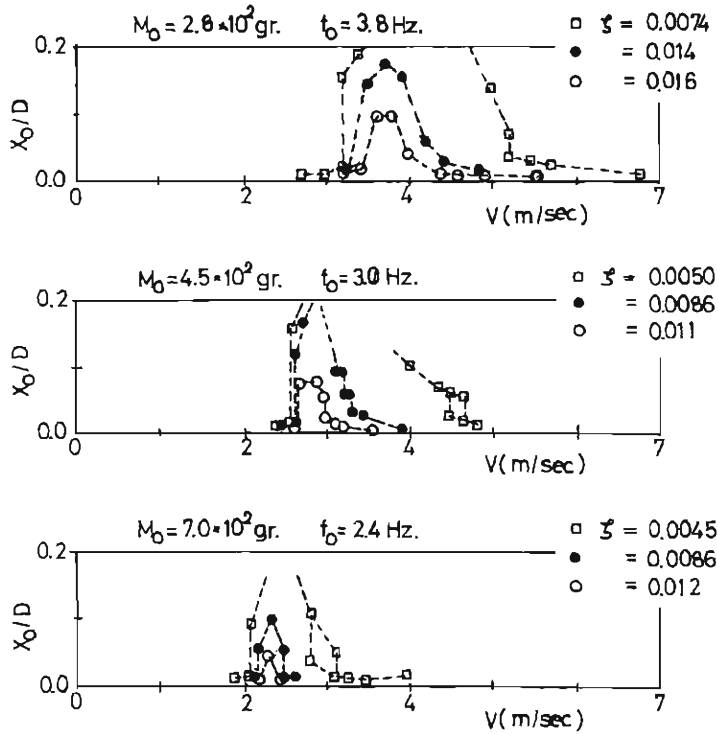 M₀ = 2.8×10² gr. f₀ = 3.8 Hz.
ζ = 0.0074
= 0.014
= 0.016
0.2
X₀/D
0.0
0 2 4 7
V(m/sec)
M₀=4.5×10² gr. f₀ = 3.0 Hz.
ζ = 0.0050
= 0.0086
= 0.011
0.2
X₀/D
0.0
0 2 3 4 7
V(m/sec)
M₀=7.0×10² gr. f₀ = 2.4 Hz.
ζ = 0.0045
= 0.0086
= 0.012
0.2
X₀/D
0.0
0 2 4 7
V(m/sec)